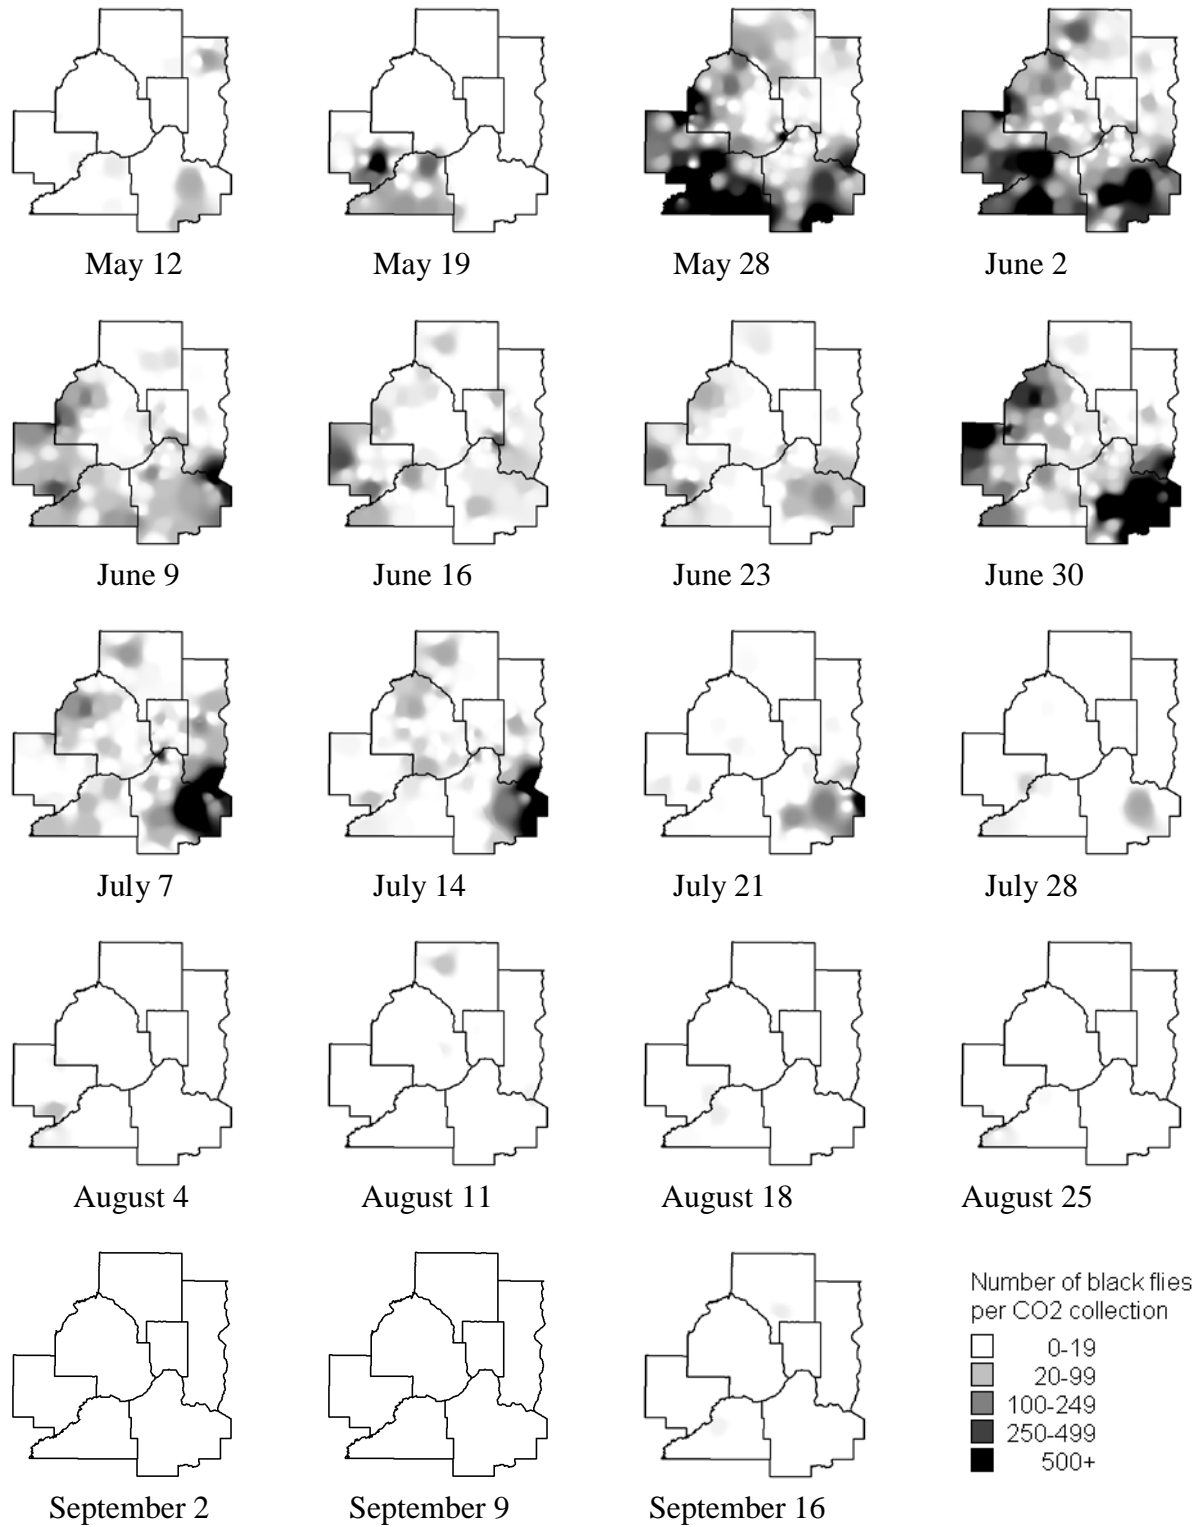 May 12
May 19
May 28
June 2
June 9
June 16
June 23
June 30
July 7
July 14
July 21
July 28
August 4
August 11
August 18
August 25
September 2
September 9
September 16
Number of black flies
per CO2 collection
0-19
20-99
100-249
250-499
500+